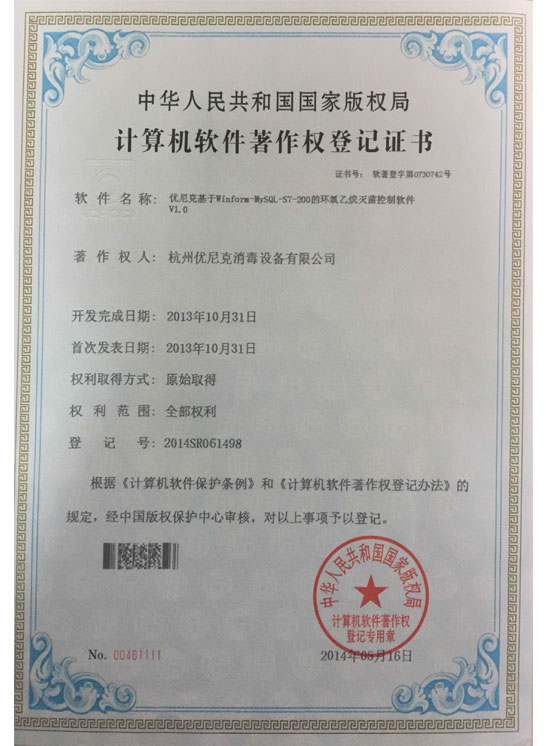 中华人民共和国国家版权局
计算机软件著作权登记证书
证书号： 软著登字第0730742号
软件名称： 优尼克基于Winform-MySQL-S7-200的环氧乙烷灭菌控制软件
V1.0
著作权人： 杭州优尼克消毒设备有限公司
开发完成日期： 2013年10月31日
首次发表日期： 2013年10月31日
权利取得方式： 原始取得
权利范围： 全部权利
登记号： 2014SR061498
根据《计算机软件保护条例》和《计算机软件著作权登记办法》的
规定，经中国版权保护中心审核，对以上事项予以登记。
中华人民共和国国家版权局
计算机软件著作权
登记专用章
No. 00461111
2014年05月16日